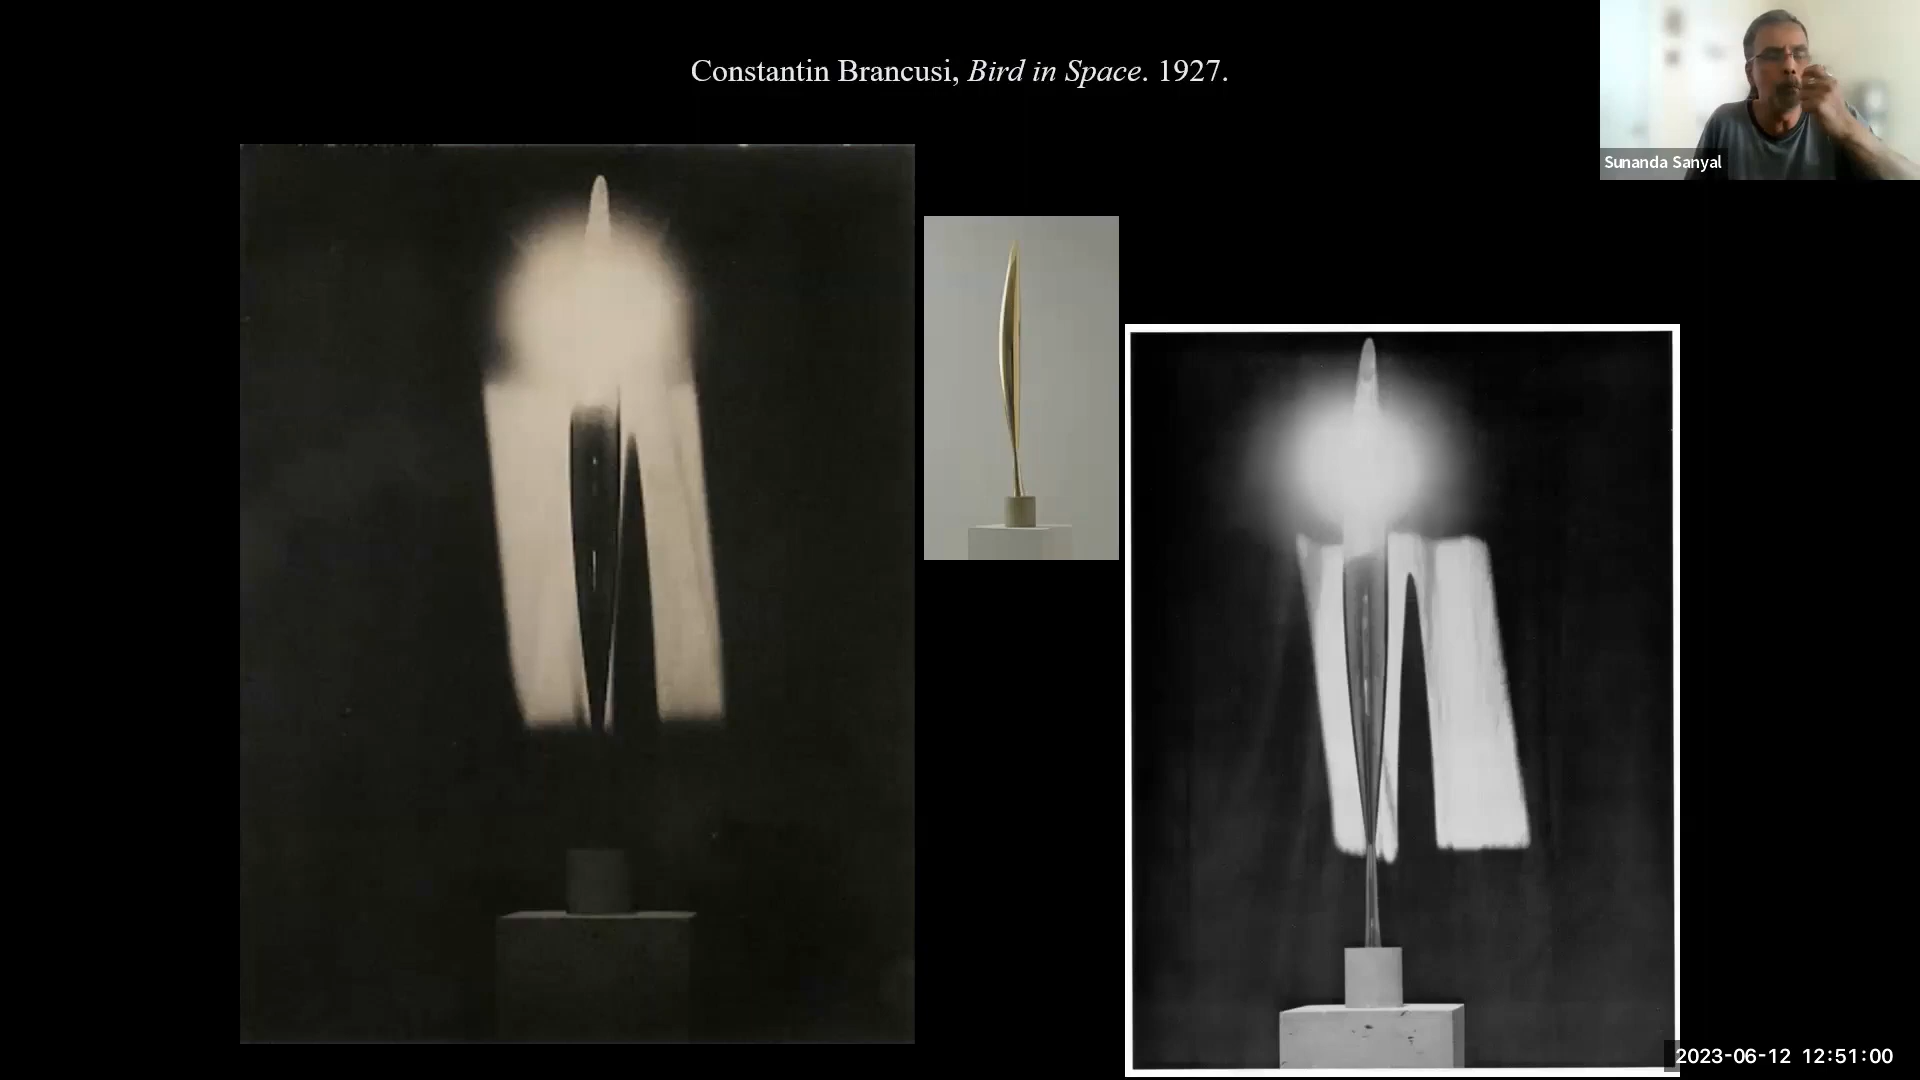 Constantin Brancusi, Bird in Space. 1927.
Sunanda Sanyal
2023-06-12 12:51:00